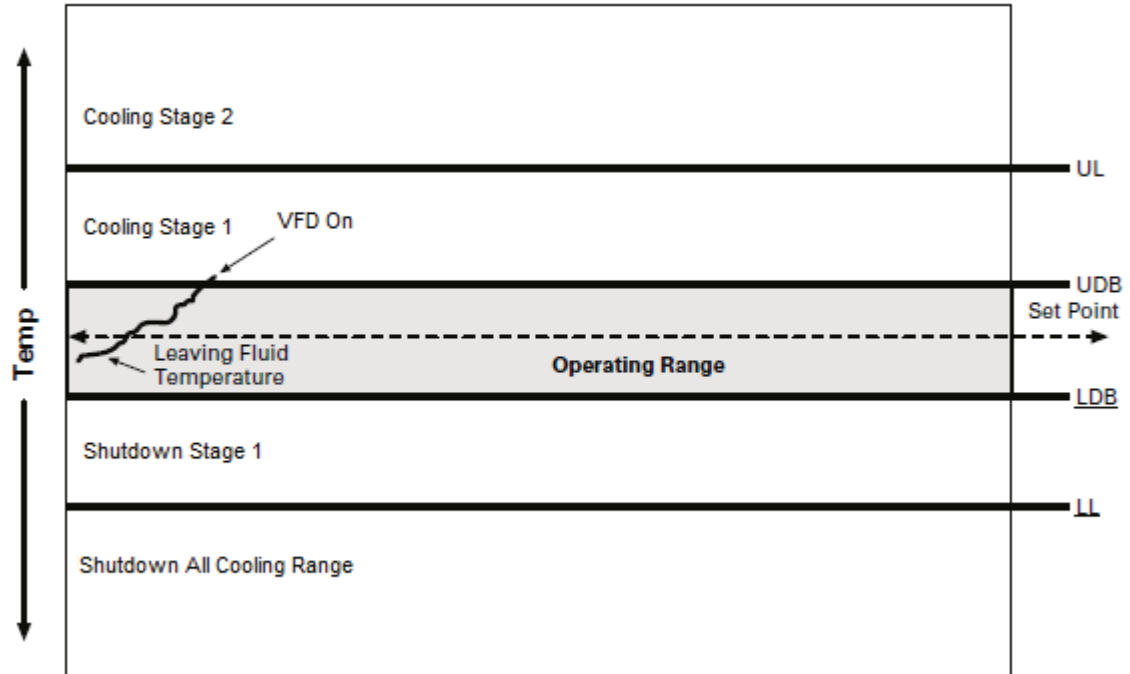 Cooling Stage 2
UL
Cooling Stage 1
VFD On
UDB
Set Point
Temp
Leaving Fluid
Temperature
Operating Range
LDB
Shutdown Stage 1
LL
Shutdown All Cooling Range